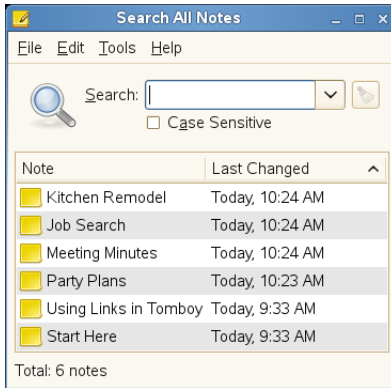 Search All Notes
File Edit Tools Help
Search:
Case Sensitive
Note Last Changed
Kitchen Remodel Today, 10:24 AM
Job Search Today, 10:24 AM
Meeting Minutes Today, 10:24 AM
Party Plans Today, 10:23 AM
Using Links in Tomboy Today, 9:33 AM
Start Here Today, 9:33 AM
Total: 6 notes